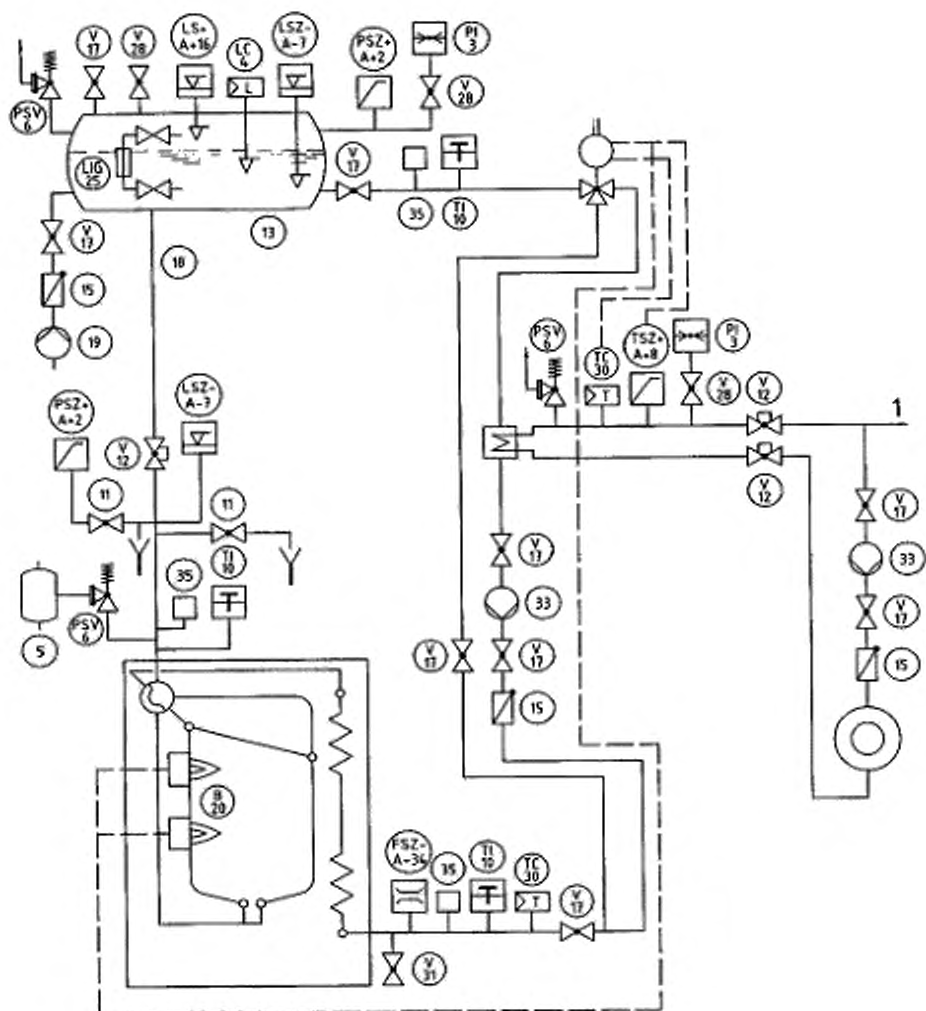 V
17
V
28
LS+
A+16
LC
4
LSZ-
A-7
PSZ+
A+2
PI
3
PSV
6
V
28
L
LIG
25
V
17
T
35
TI
10
13
V
17
18
15
19
PSV
6
TC
30
TSZ+
A+8
PI
3
T
V
28
V
12
1
PSZ+
A+2
LSZ-
A-7
V
12
V
12
11
11
V
17
V
17
35
TI
10
T
33
33
5
PSV
6
V
17
V
17
V
17
15
15
B
20
FSZ-
A-36
35
TI
10
TC
30
T
T
V
17
V
31